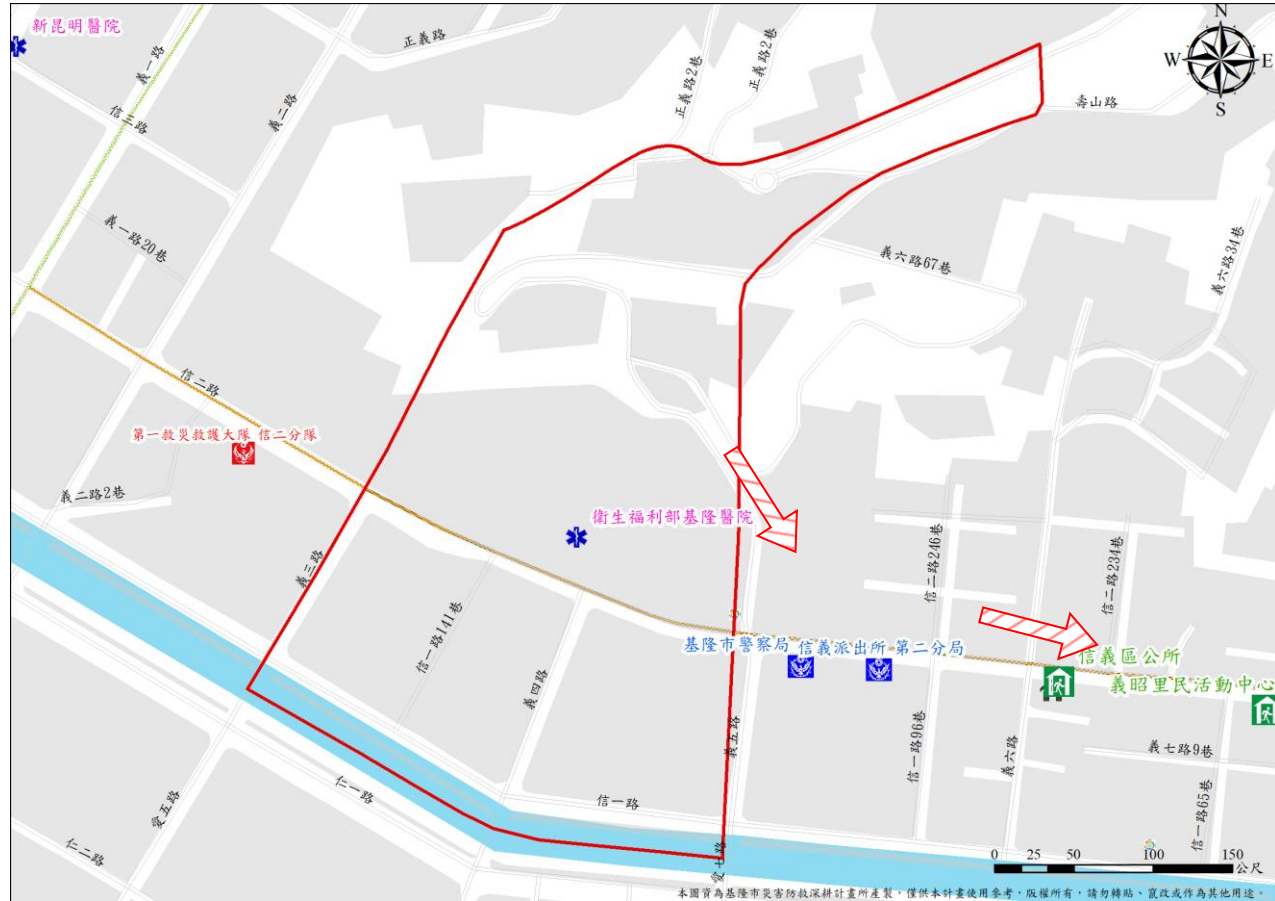 新昆明醫院
N
W
E
S
正義路
正義路2巷
正義路2巷
義一路
信三路
義二路
壽山路
義一路20巷
義六路67巷
義六路34巷
信二路
第一救災救護大隊 信二分隊
義二路2巷
衛生福利部基隆醫院
信二路246巷
信二路234巷
義三路
信一路141巷
義四路
基隆市警察局 信義派出所 第二分局
信義區公所
義昭里民活動中心
義五路
信一路96巷
義六路
義七路9巷
信一路65巷
愛五路
仁一路
仁二路
信一路
愛七路
0 25 50 100 150
公尺
本圖資為基隆市災害防救深耕計畫所產製，僅供本計畫使用參考，版權所有，請勿轉貼、竄改或作為其他用途。